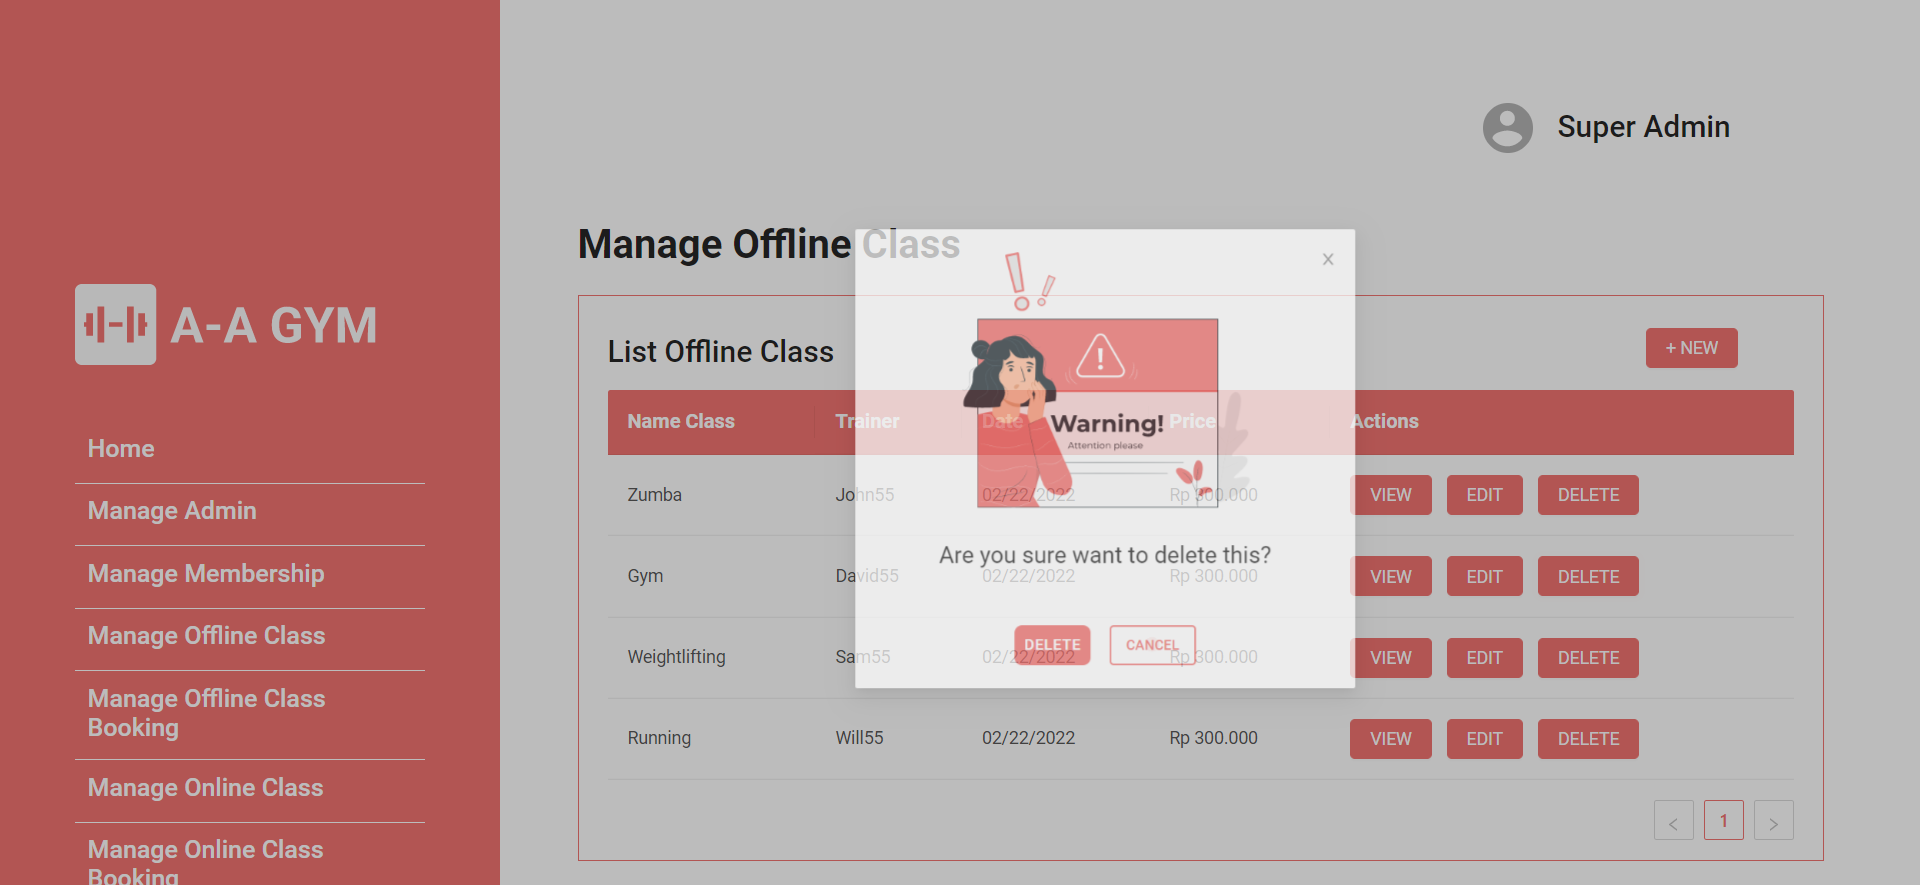 Super Admin
A-A GYM
Home
Manage Admin
Manage Membership
Manage Offline Class
Manage Offline Class
Booking
Manage Online Class
Manage Online Class
Booking
Manage Offline Class
List Offline Class
+ NEW
Name Class Trainer Date Price Actions
Zumba John55 02/22/2022 Rp 300.000 VIEW EDIT DELETE
Gym David55 02/22/2022 Rp 300.000 VIEW EDIT DELETE
Weightlifting Sam55 02/22/2022 Rp 300.000 VIEW EDIT DELETE
Running Will55 02/22/2022 Rp 300.000 VIEW EDIT DELETE
< 1 >
x
!!
!
Warning!
Attention please
Are you sure want to delete this?
DELETE CANCEL